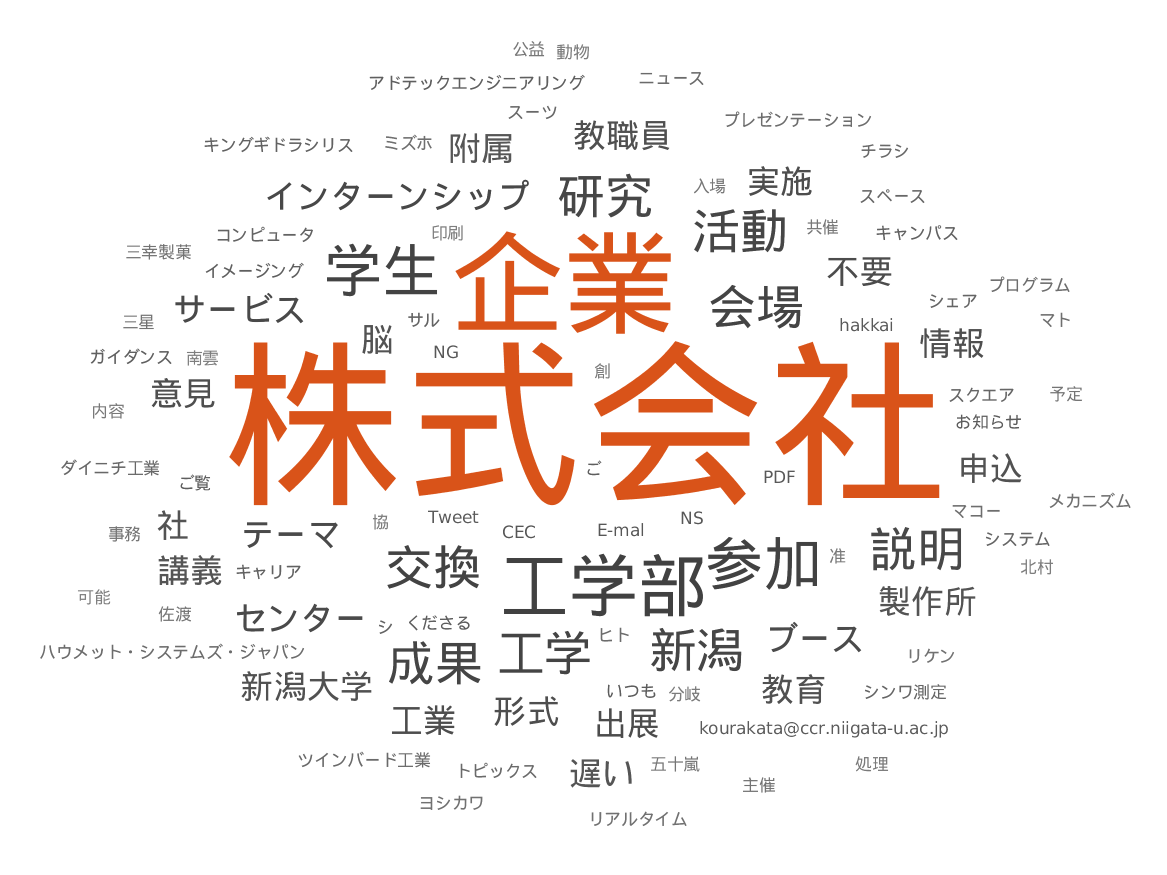 公益 動物
アドテックエンジニアリング ニュース
スーツ
キングギドラシリス ミズホ 附属 教職員 プレゼンテーション
チラシ
インターンシップ 研究 入場 実施 スペース
三幸製菓 コンピュータ 印刷 活動 共催 キャンパス
イメージング 学生 企業 不要 プログラム
三星 サービス サル 会場 シェア マト
ガイダンス 南雲 脳 NG hakkai 情報
内容 意見 創 スクエア 予定
株式会社 お知らせ
ダイニチ工業 ご覧 ご PDF 申込
事務 社 テーマ 協 Tweet CEC E-mal NS マコー メカニズム
講義 キャリア 交換 工学部 参加 准 説明 システム 北村
可能 佐渡 センター シ くださる 製作所
ハウメット・システムズ・ジャパン 成果 工学 ヒト 新潟 ブース リケン
新潟大学 いつも 分岐 教育 シンワ測定
工業 形式 出展 kourakata@ccr.niigata-u.ac.jp
ツインバード工業 トピックス 遅い 五十嵐 主催 処理
ヨシカワ リアルタイム